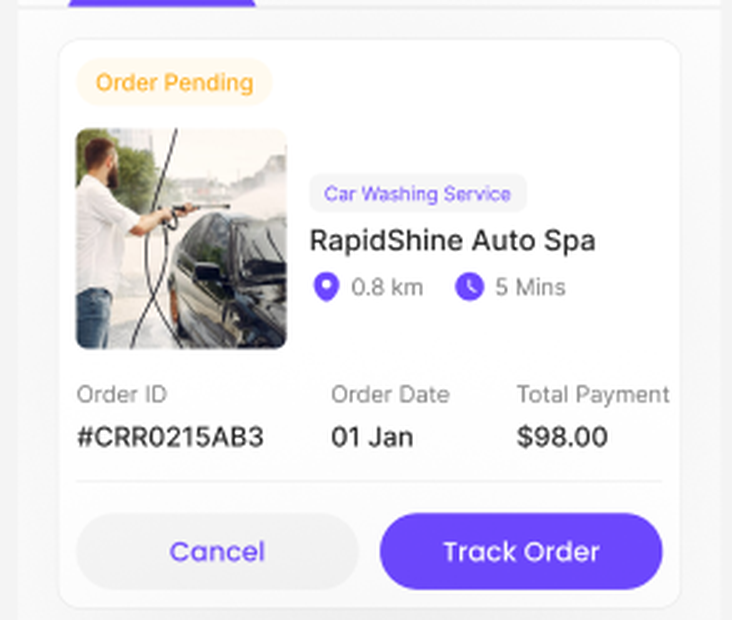 Order Pending
Car Washing Service
RapidShine Auto Spa
0.8 km 5 Mins
Order ID Order Date Total Payment
#CRR0215AB3 01 Jan $98.00
Cancel Track Order